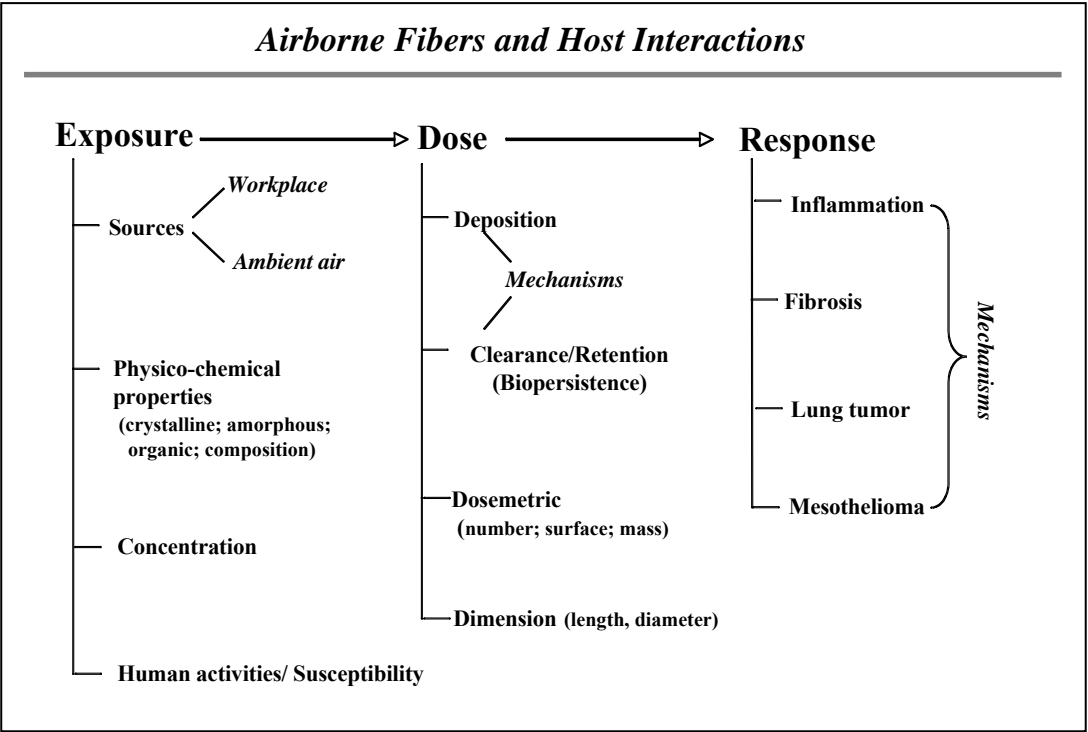 Airborne Fibers and Host Interactions
Exposure
Sources
Workplace
Ambient air
Physico-chemical
properties
(crystalline; amorphous;
organic; composition)
Concentration
Human activities/ Susceptibility
Dose
Deposition
Mechanisms
Clearance/Retention
(Biopersistence)
Dosemetric
(number; surface; mass)
Dimension (length, diameter)
Response
Inflammation
Fibrosis
Lung tumor
Mesothelioma
Mechanisms